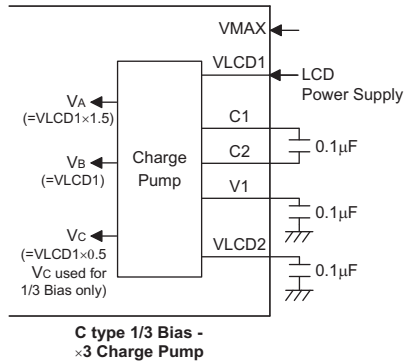 VMAX
VLCD1
LCD
Power Supply
VA
(=VLCD1×1.5)
C1
0.1μF
VB
(=VLCD1)
Charge
Pump
C2
V1
0.1μF
VC
(=VLCD1×0.5
VC used for
1/3 Bias only)
VLCD2
0.1μF
C type 1/3 Bias -
×3 Charge Pump